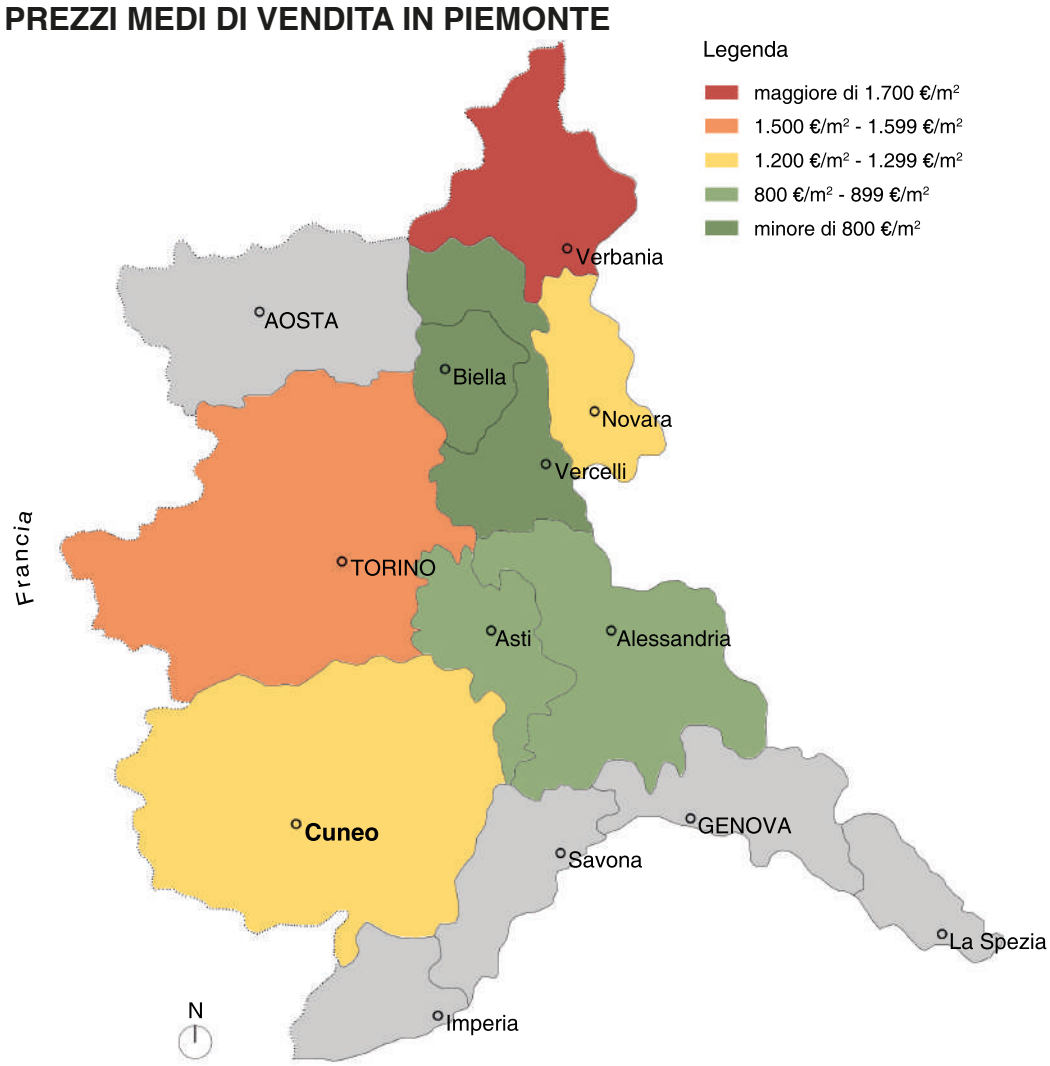 PREZZI MEDI DI VENDITA IN PIEMONTE
Legenda
maggiore di 1.700 €/m²
1.500 €/m² - 1.599 €/m²
1.200 €/m² - 1.299 €/m²
800 €/m² - 899 €/m²
minore di 800 €/m²
Verbania
AOSTA
Biella
Novara
Vercelli
Francia
TORINO
Asti
Alessandria
Cuneo
GENOVA
Savona
La Spezia
N
Imperia